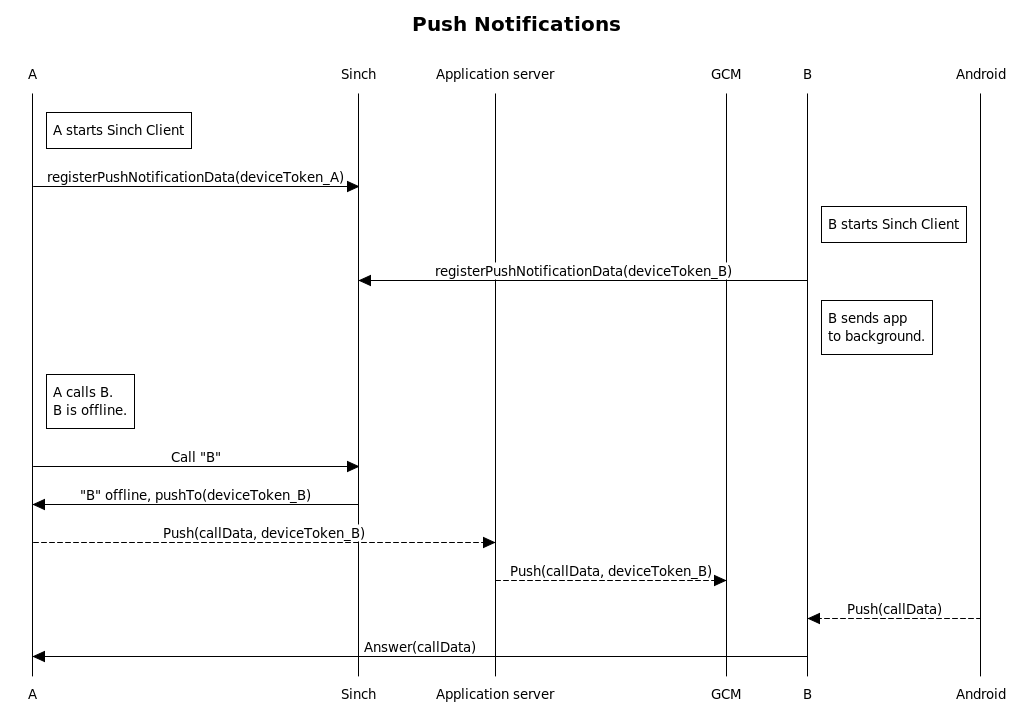 Push Notifications
A
Sinch
Application server
GCM
B
Android
A starts Sinch Client
registerPushNotificationData(deviceToken_A)
B starts Sinch Client
registerPushNotificationData(deviceToken_B)
B sends app
to background.
A calls B.
B is offline.
Call "B"
"B" offline, pushTo(deviceToken_B)
Push(callData, deviceToken_B)
Push(callData, deviceToken_B)
Push(callData)
Answer(callData)
A
Sinch
Application server
GCM
B
Android